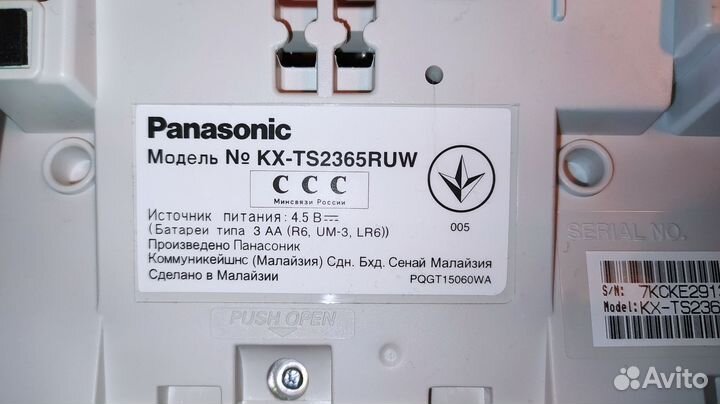 Panasonic
Модель № KX-TS2365RUW
ССС
Минсвязи России
005
Источник питания: 4.5 В
(Батареи типа 3 АА (R6, UM-3, LR6))
Произведено Панасоник
Коммуникейшнс (Малайзия) Сдн. Бхд. Сенай Малайзия
Сделано в Малайзии
PQGT15060WA
PUSH OPEN
SERIAL NO.
S/N: 7KCKE291
Model: KX-TS236
Avito